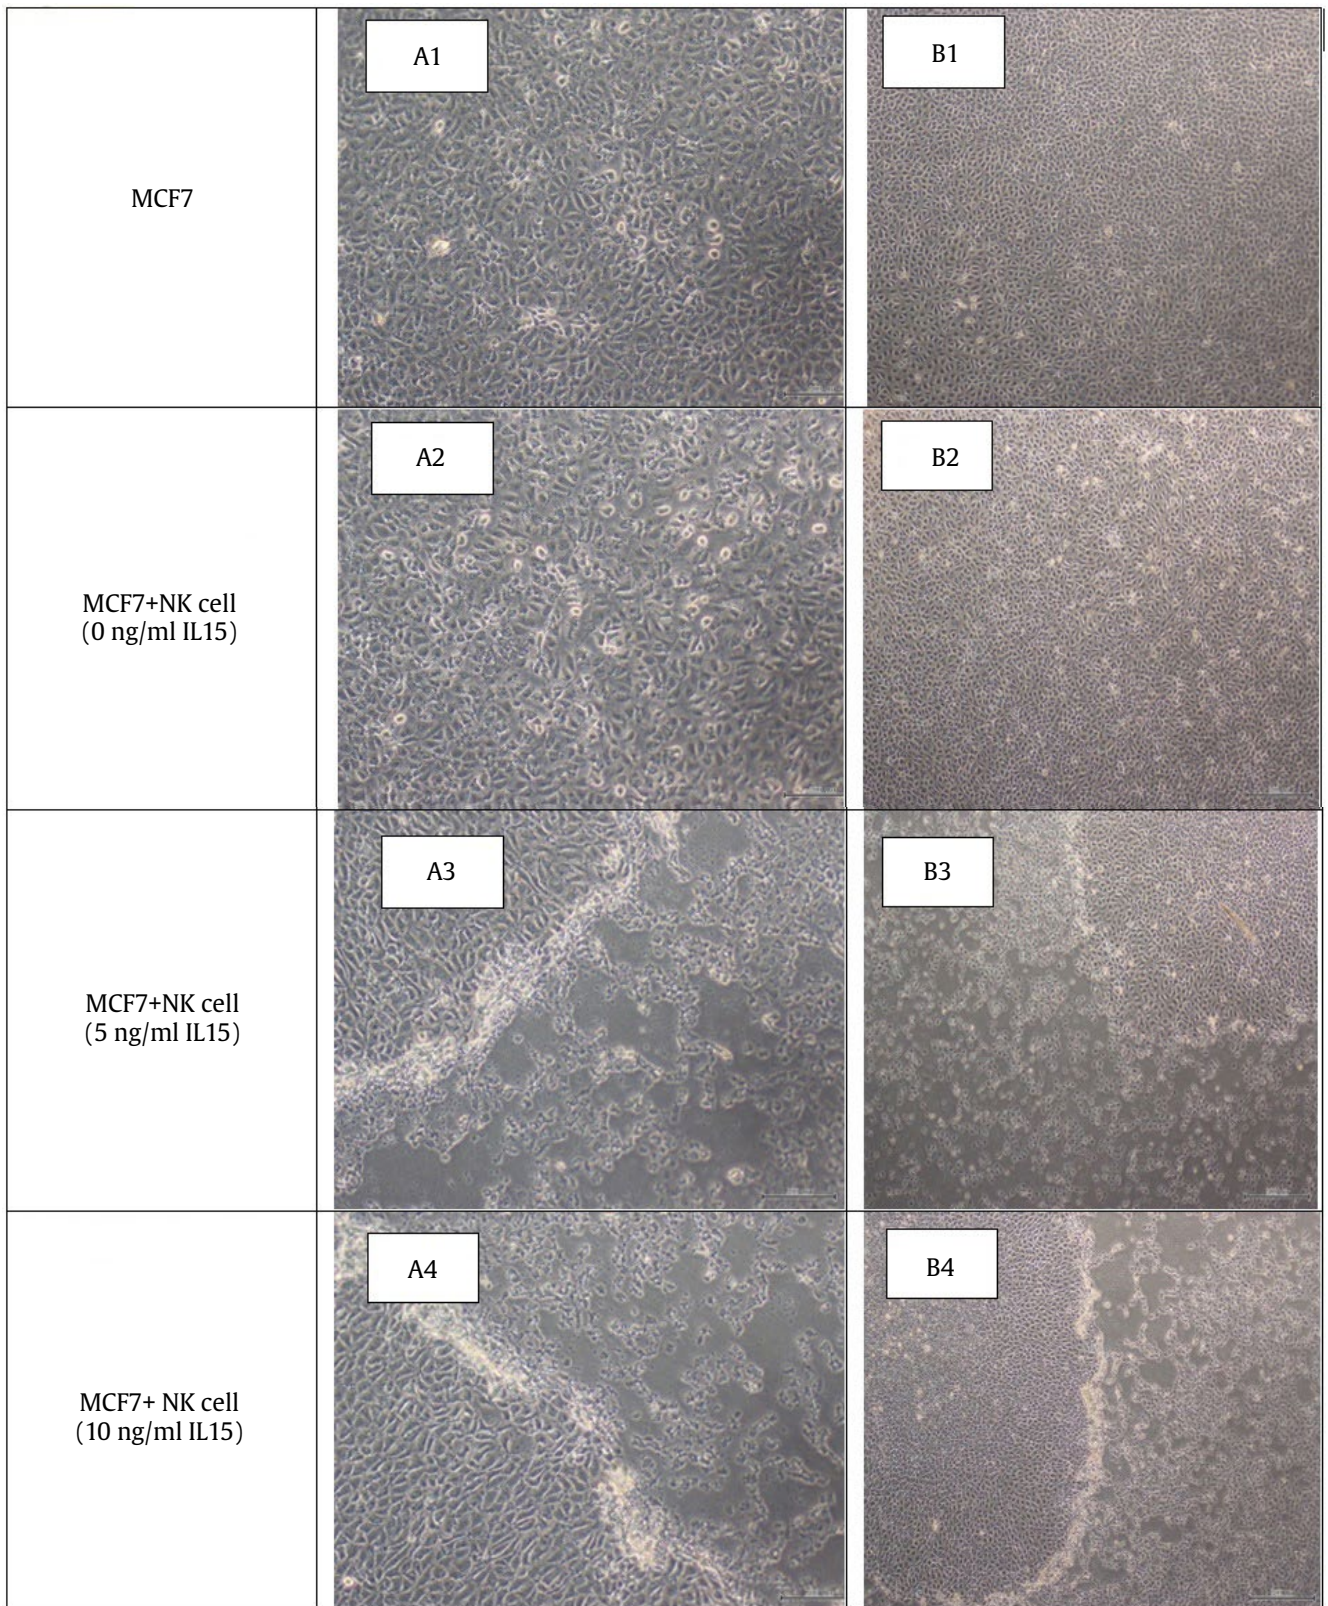 A1
B1
MCF7
A2
B2
MCF7+NK cell
(0 ng/ml IL15)
A3
B3
MCF7+NK cell
(5 ng/ml IL15)
A4
B4
MCF7+ NK cell
(10 ng/ml IL15)